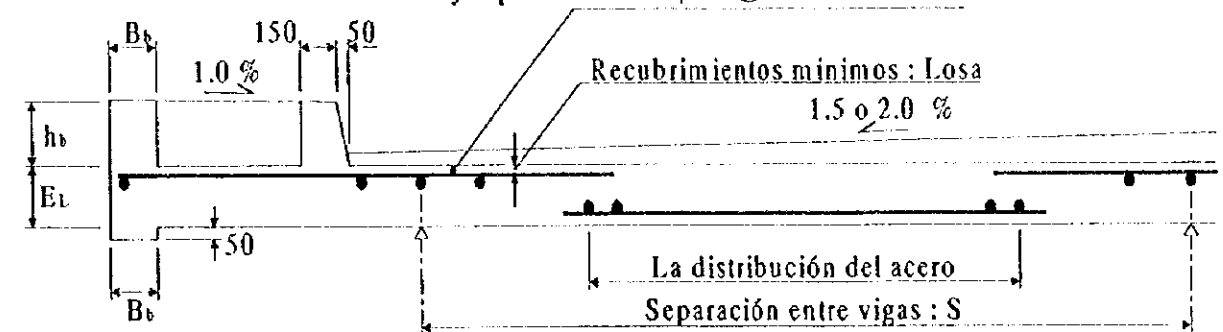 Bb
150
50
1.0 %
Recubrimientos minimos : Losa
1.5 o 2.0 %
hb
EL
50
La distribución del acero
Bb
Separación entre vigas : S